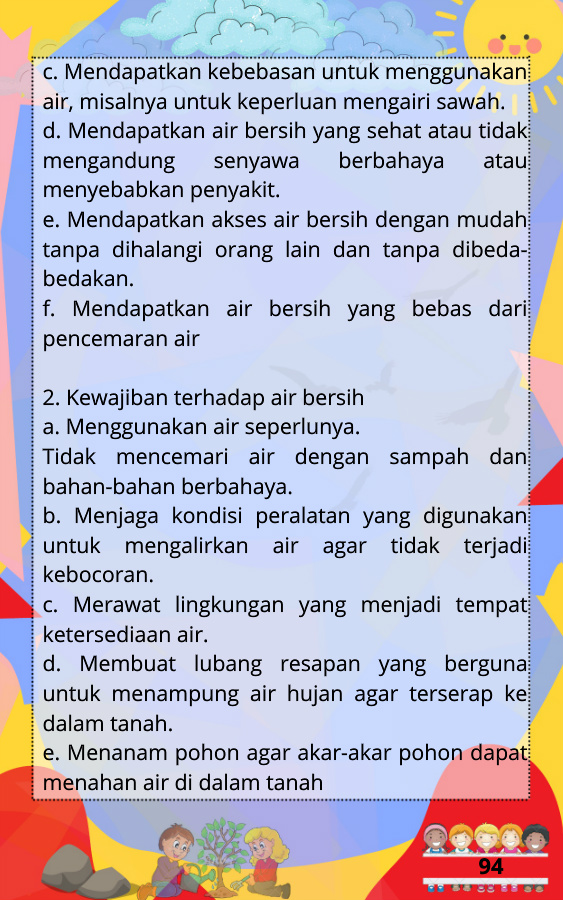 c. Mendapatkan kebebasan untuk menggunakan
air, misalnya untuk keperluan mengairi sawah.
d. Mendapatkan air bersih yang sehat atau tidak
mengandung senyawa berbahaya atau
menyebabkan penyakit.
e. Mendapatkan akses air bersih dengan mudah
tanpa dihalangi orang lain dan tanpa dibeda-
bedakan.
f. Mendapatkan air bersih yang bebas dari
pencemaran air
2. Kewajiban terhadap air bersih
a. Menggunakan air seperlunya.
Tidak mencemari air dengan sampah dan
bahan-bahan berbahaya.
b. Menjaga kondisi peralatan yang digunakan
untuk mengalirkan air agar tidak terjadi
kebocoran.
c. Merawat lingkungan yang menjadi tempat
ketersediaan air.
d. Membuat lubang resapan yang berguna
untuk menampung air hujan agar terserap ke
dalam tanah.
e. Menanam pohon agar akar-akar pohon dapat
menahan air di dalam tanah
94